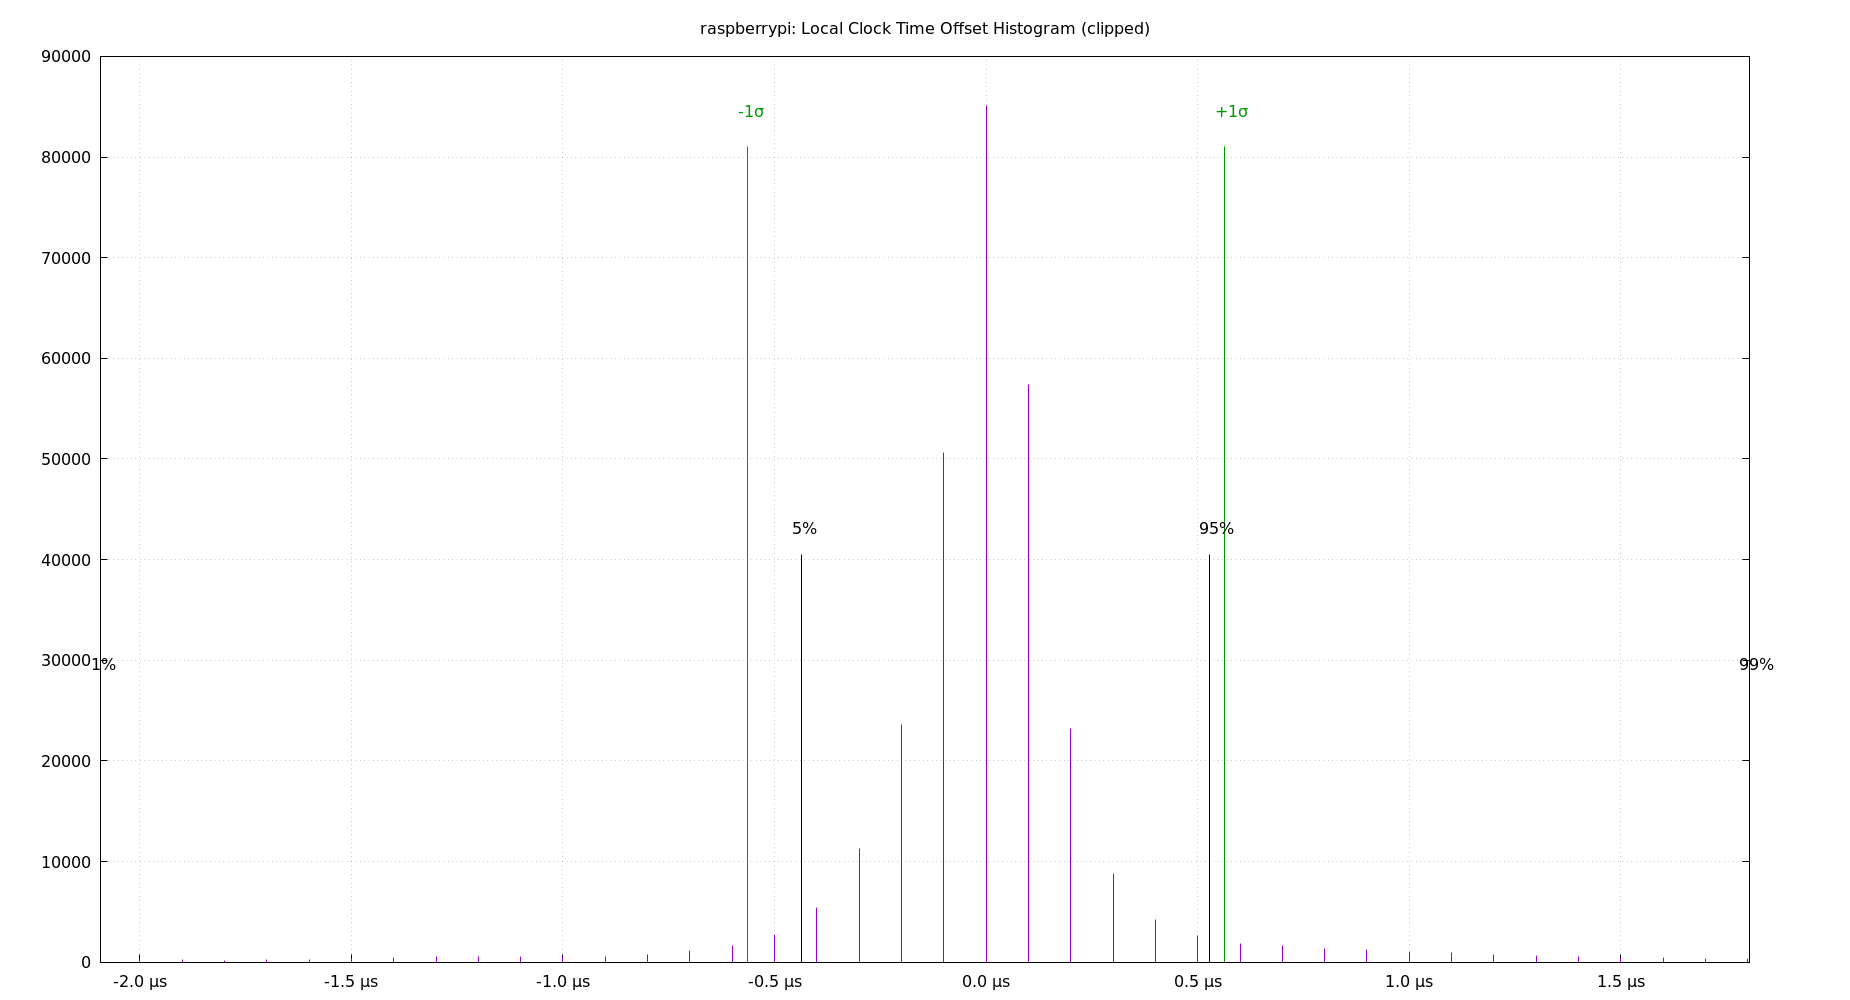 raspberrypi: Local Clock Time Offset Histogram (clipped)
90000
-1σ
+1σ
80000
70000
60000
50000
5%
95%
40000
30000
1%
99%
20000
10000
0
-2.0 µs
-1.5 µs
-1.0 µs
-0.5 µs
0.0 µs
0.5 µs
1.0 µs
1.5 µs